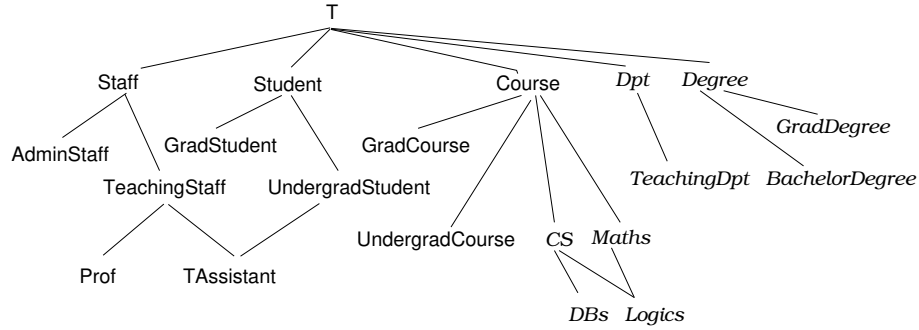 T
Staff Student Course Dpt Degree
GradDegree
AdminStaff GradStudent GradCourse
TeachingStaff UndergradStudent TeachingDpt BachelorDegree
UndergradCourse CS Maths
Prof TAssistant
DBs Logics